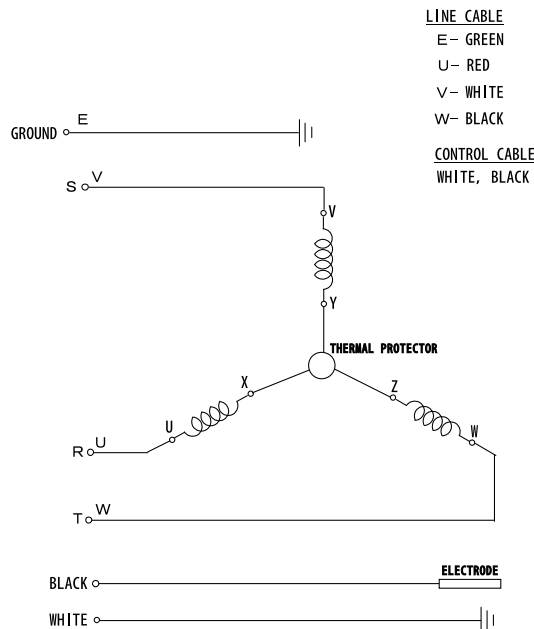 LINE CABLE
E- GREEN
U- RED
V- WHITE
W- BLACK
CONTROL CABLE
WHITE, BLACK
E
GROUND
S V
V
Y
THERMAL PROTECTOR
X
Z
U
W
R U
T W
ELECTRODE
BLACK
WHITE